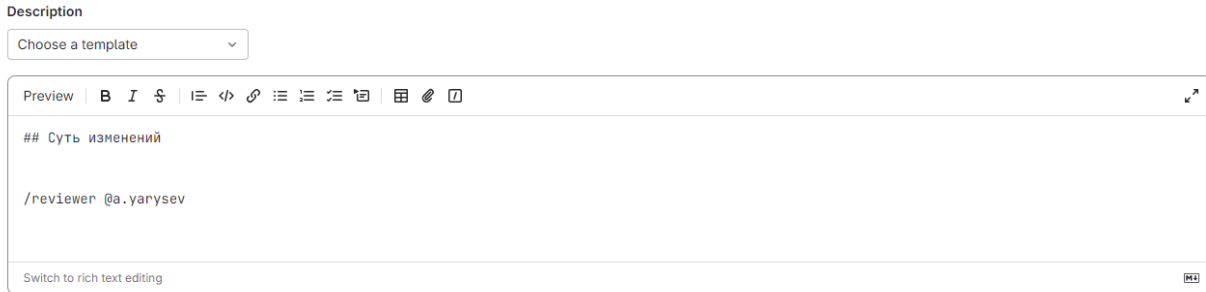 Description
Choose a template
Preview
## Суть изменений
/reviewer @a.yarysev
Switch to rich text editing